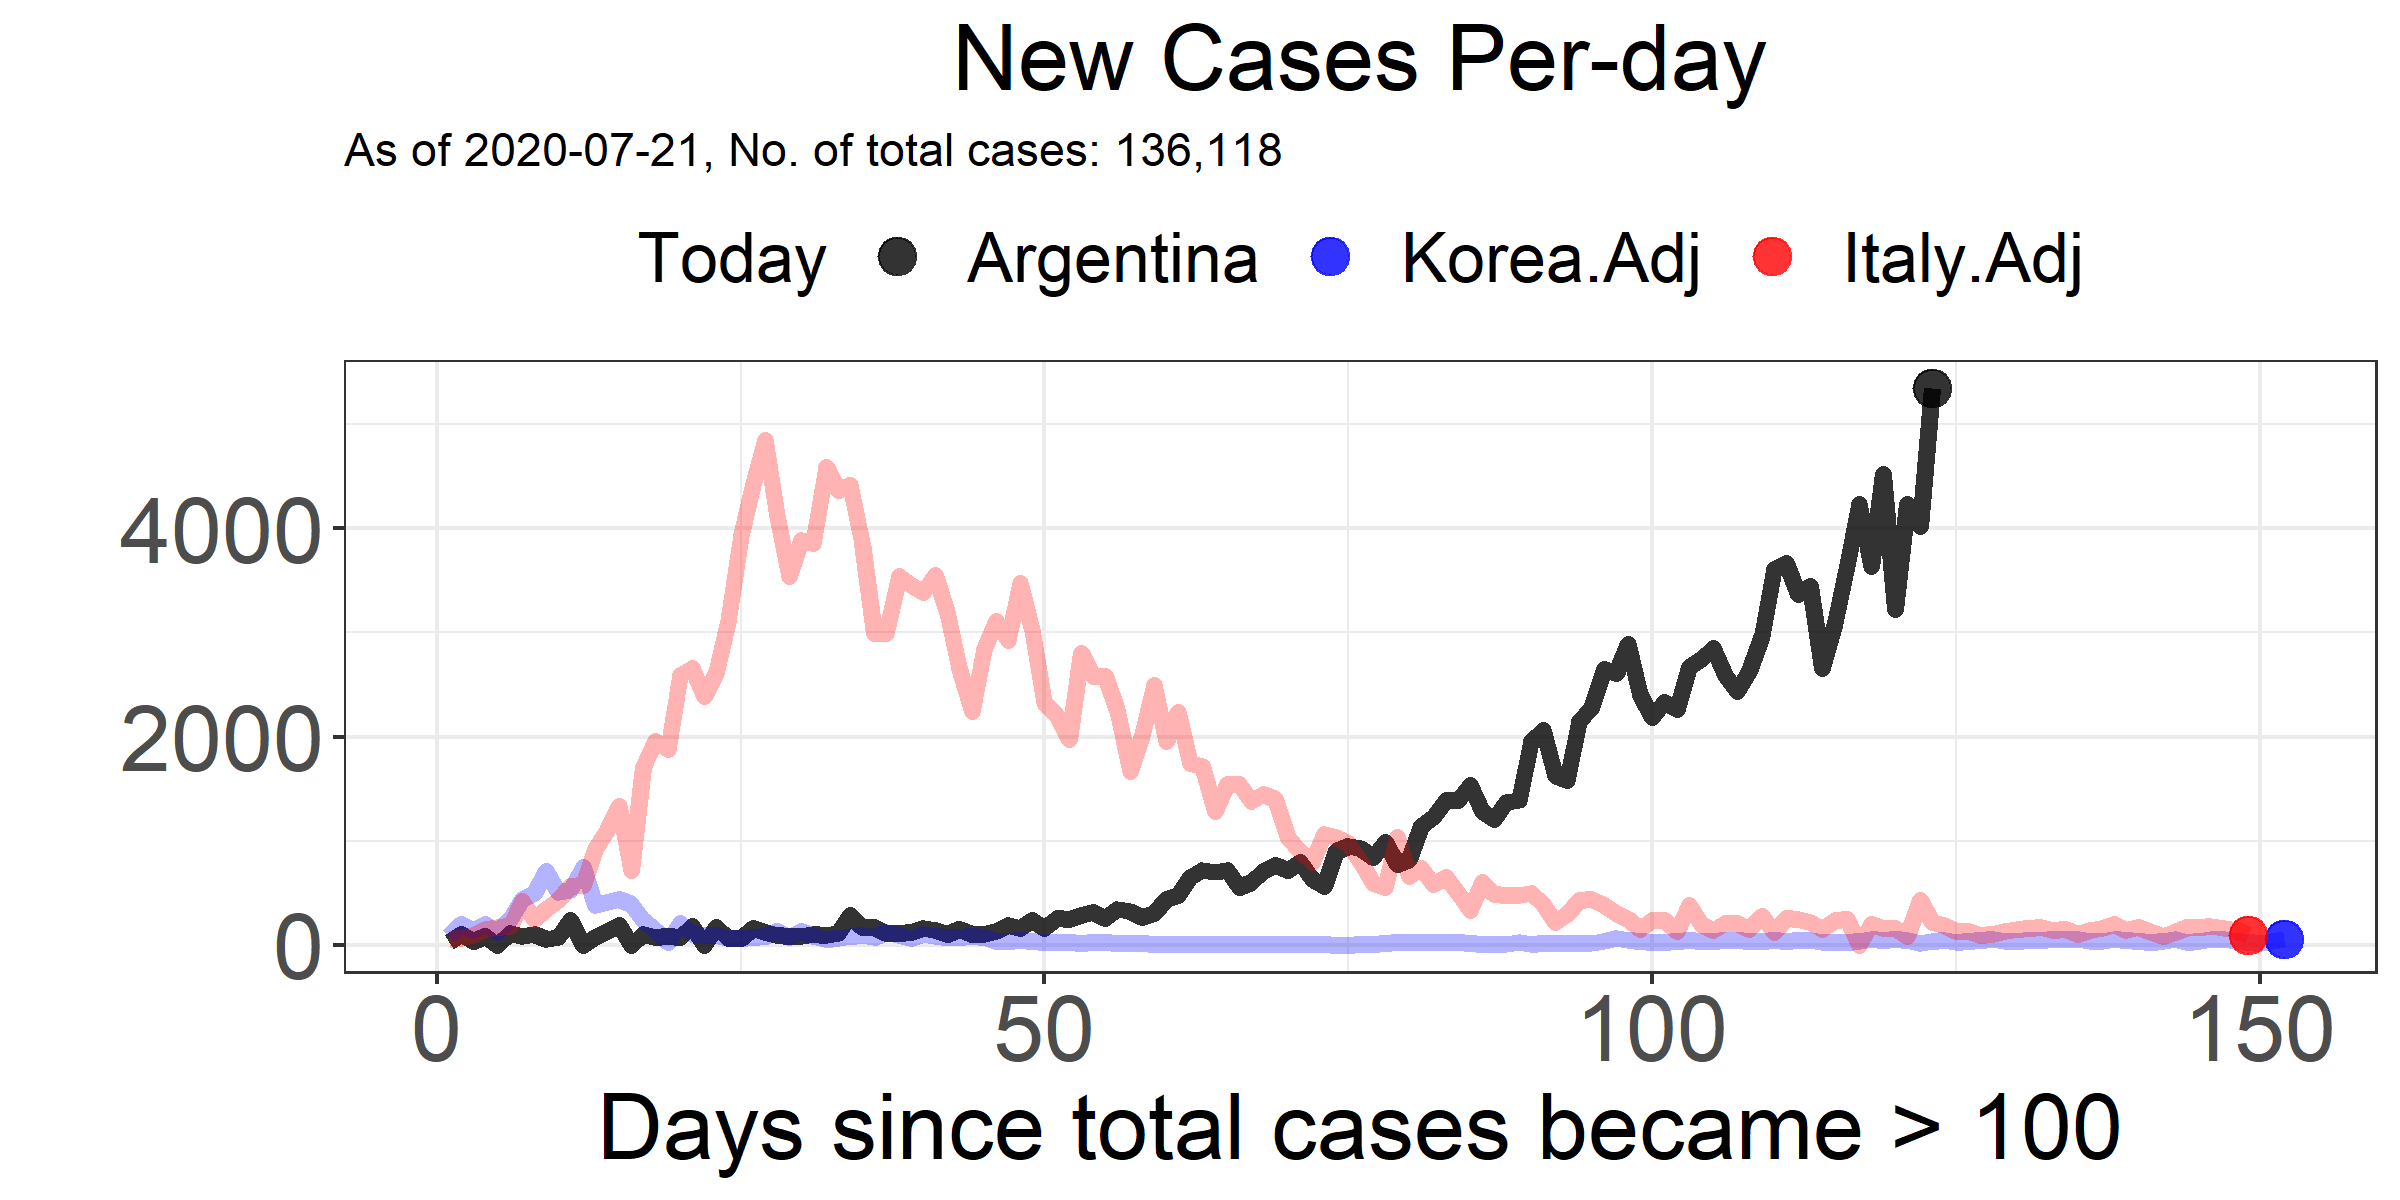 New Cases Per-day
As of 2020-07-21, No. of total cases: 136,118
Today Argentina Korea.Adj Italy.Adj
4000
2000
0
0 50 100 150
Days since total cases became > 100